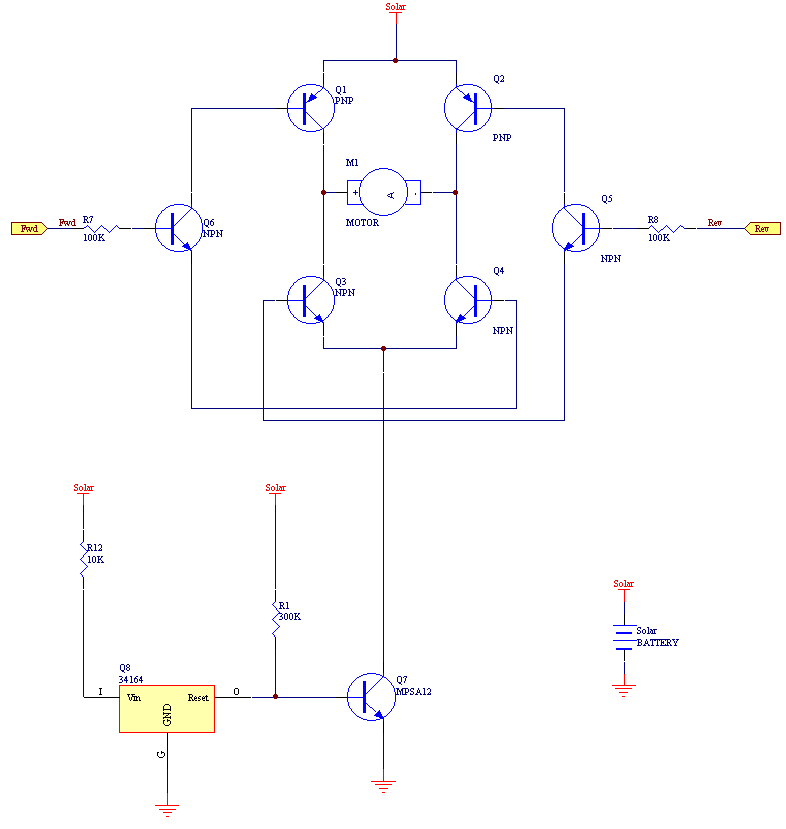 Solar
Q1
PNP
Q2
PNP
M1
+
A
-
MOTOR
Fwd
Fwd
R7
100K
Q6
NPN
Q5
NPN
R8
100K
Rev
Rev
Q3
NPN
Q4
NPN
Solar
Solar
R12
10K
R1
300K
Solar
Solar
BATTERY
Q8
34164
I
Vin
Reset
O
GND
G
Q7
MPSA12